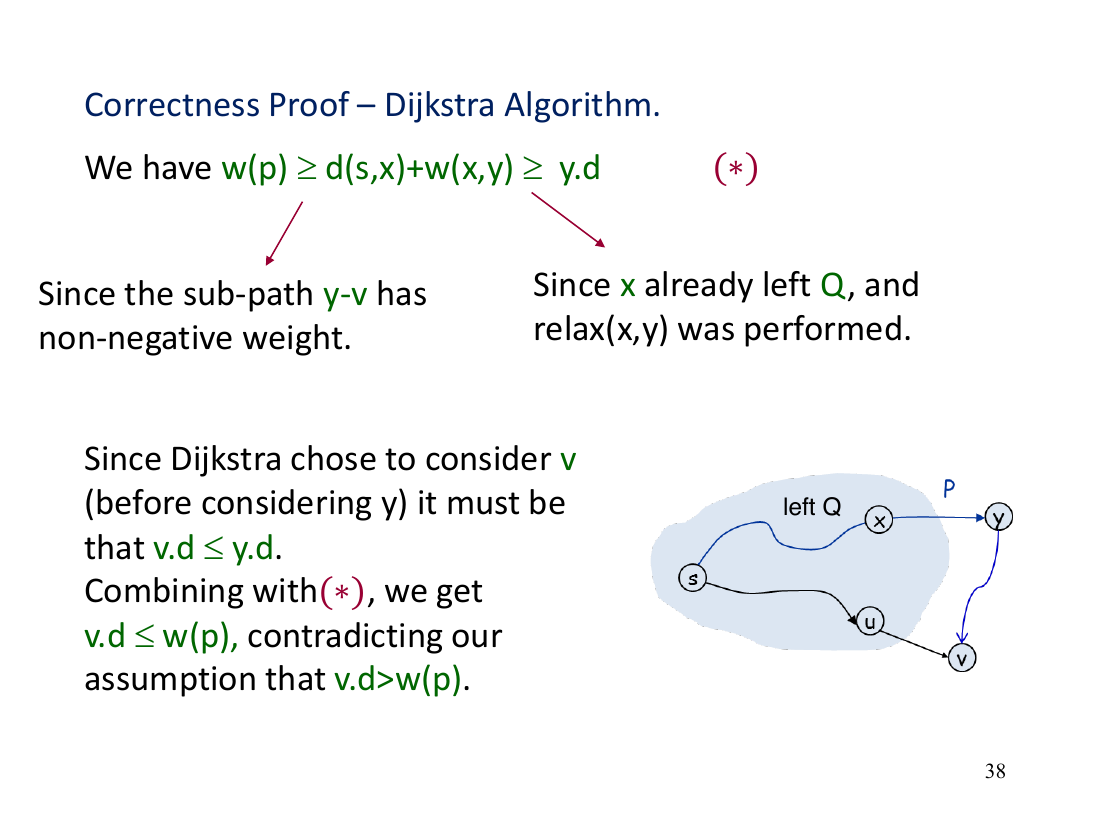 Correctness Proof – Dijkstra Algorithm.
We have w(p) ≥ d(s,x)+w(x,y) ≥ y.d (∗)
Since the sub-path y-v has
non-negative weight.
Since x already left Q, and
relax(x,y) was performed.
Since Dijkstra chose to consider v
(before considering y) it must be
that v.d ≤ y.d.
Combining with(∗), we get
v.d ≤ w(p), contradicting our
assumption that v.d>w(p).
left Q
P
x
y
s
u
v
38